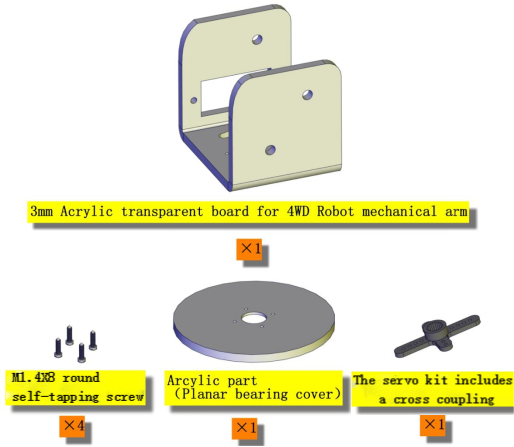 3mm Acrylic transparent board for 4WD Robot mechanical arm
×1
M1.4X8 round
self-tapping screw
×4
Arcylic part
(Planar bearing cover)
×1
The servo kit includes
a cross coupling
×1